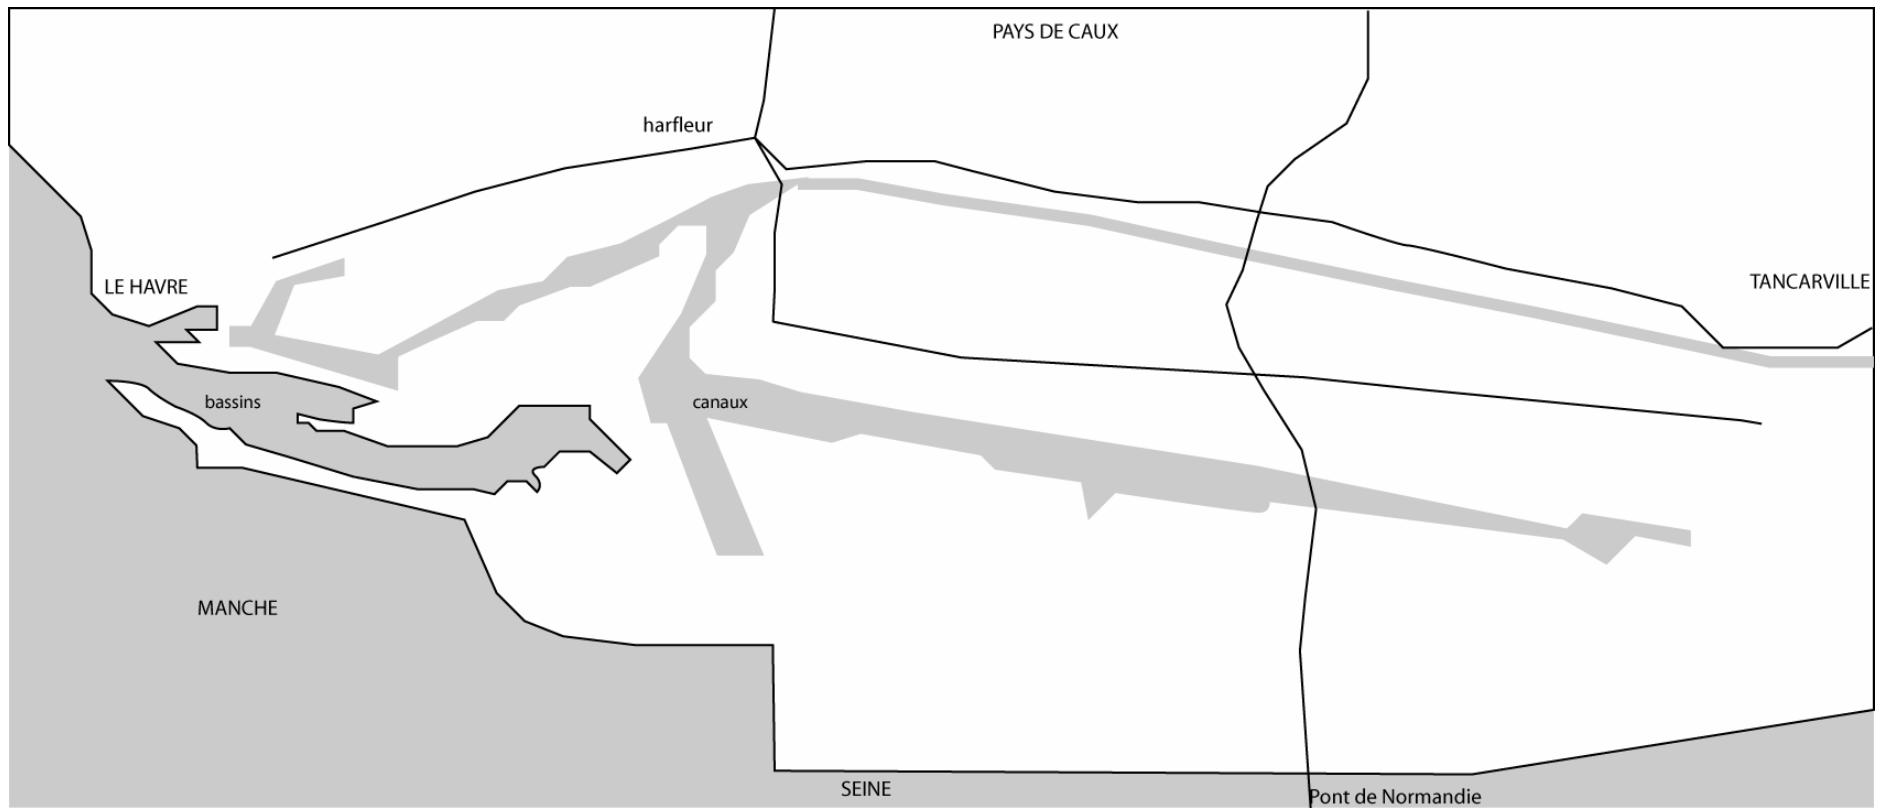 PAYS DE CAUX
harfleur
LE HAVRE
TANCARVILLE
bassins
canaux
MANCHE
SEINE
Pont de Normandie